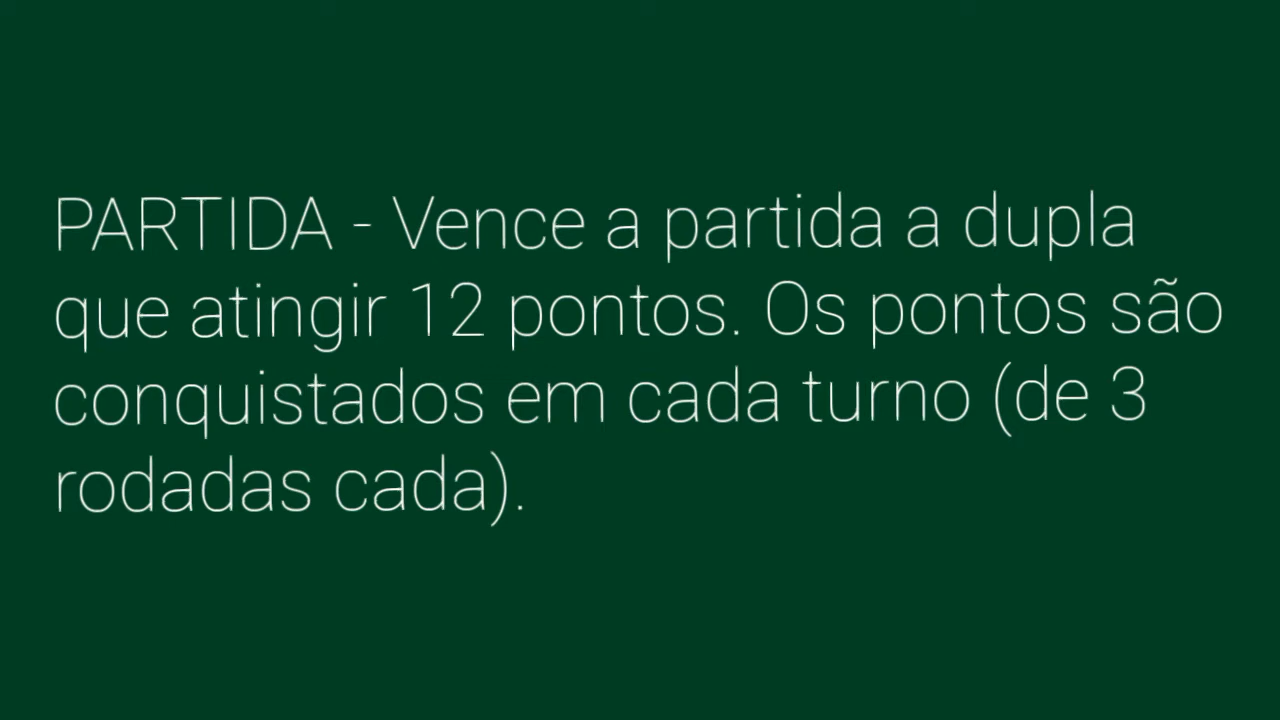 PARTIDA - Vence a partida a dupla
que atingir 12 pontos. Os pontos são
conquistados em cada turno (de 3
rodadas cada).